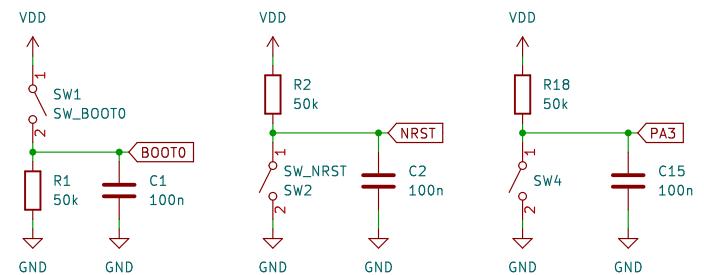 VDD
1
SW1
SW_BOOT0
2
BOOT0
R1
50k
C1
100n
GND
GND
VDD
R2
50k
NRST
1
SW_NRST
SW2
2
C2
100n
GND
GND
VDD
R18
50k
PA3
1
SW4
2
C15
100n
GND
GND